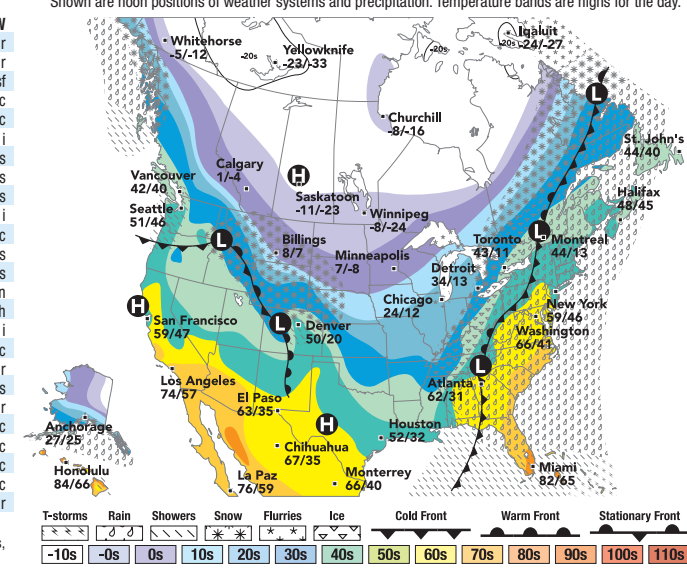 Shown are noon positions of weather systems and precipitation. Temperature bands are highs for the day.
W
r
r
sf
c
c
i
s
s
s
i
c
s
s
n
h
i
c
r
s
r
c
c
c
c
r
s,
Whitehorse
-5/-12
-20s
Yellowknife
-23/-33
-20s
-20s
Iqaluit
-24/-27
L
Churchill
-8/-16
St. John's
44/40
Calgary
1/-4
H
Saskatoon
-11/-23
Vancouver
42/40
Halifax
48/45
Seattle
51/46
Winnipeg
-8/-24
L
Billings
8/7
Minneapolis
7/-8
Toronto
43/11
L
Montreal
44/13
Detroit
34/13
Chicago
24/12
New York
59/46
H
San Francisco
59/47
L
Denver
50/20
Washington
66/41
L
Los Angeles
74/57
Atlanta
62/31
El Paso
63/35
H
Houston
52/32
Anchorage
27/25
Chihuahua
67/35
Honolulu
84/66
La Paz
76/59
Monterrey
66/40
Miami
82/65
T-storms Rain Showers Snow Flurries Ice Cold Front Warm Front Stationary Front
-10s -0s 0s 10s 20s 30s 40s 50s 60s 70s 80s 90s 100s 110s